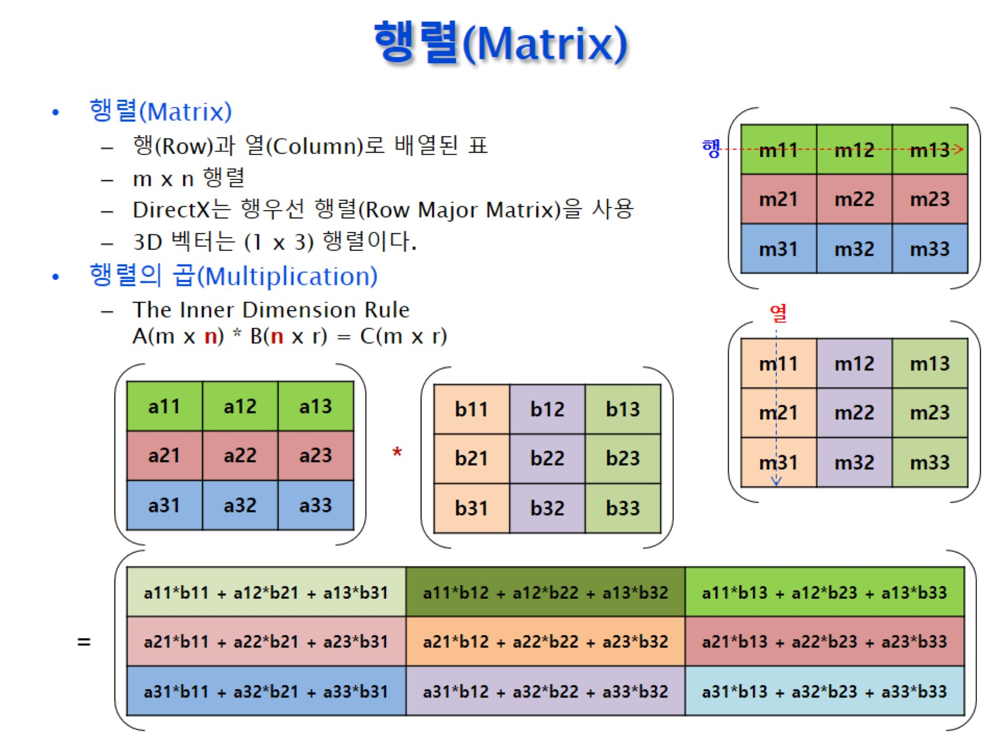 행렬(Matrix)
• 행렬(Matrix)
– 행(Row)과 열(Column)로 배열된 표
– m x n 행렬
– DirectX는 행우선 행렬(Row Major Matrix)을 사용
– 3D 벡터는 (1 x 3) 행렬이다.
• 행렬의 곱(Multiplication)
– The Inner Dimension Rule
A(m x n) * B(n x r) = C(m x r)
행
m11 m12 m13
m21 m22 m23
m31 m32 m33
열
m11 m12 m13
m21 m22 m23
m31 m32 m33
a11 a12 a13
a21 a22 a23
a31 a32 a33
*
b11 b12 b13
b21 b22 b23
b31 b32 b33
=
a11*b11 + a12*b21 + a13*b31 a11*b12 + a12*b22 + a13*b32 a11*b13 + a12*b23 + a13*b33
a21*b11 + a22*b21 + a23*b31 a21*b12 + a22*b22 + a23*b32 a21*b13 + a22*b23 + a23*b33
a31*b11 + a32*b21 + a33*b31 a31*b12 + a32*b22 + a33*b32 a31*b13 + a32*b23 + a33*b33